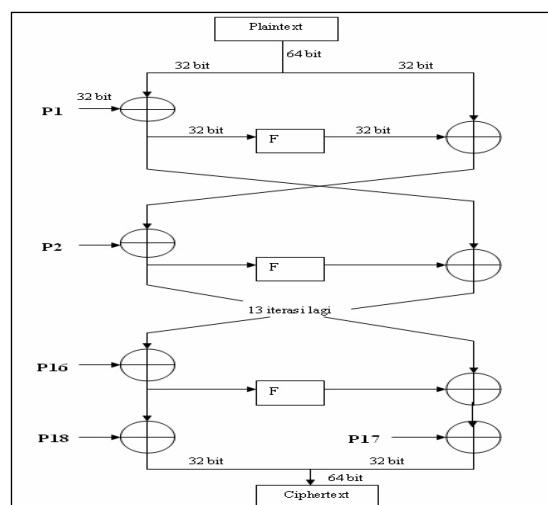 Plaintext
64 bit
32 bit 32 bit
P1 32 bit
32 bit F 32 bit
P2
F
13 iterasi lagi
P16
F
P18 P17
32 bit 32 bit
64 bit
Ciphertext